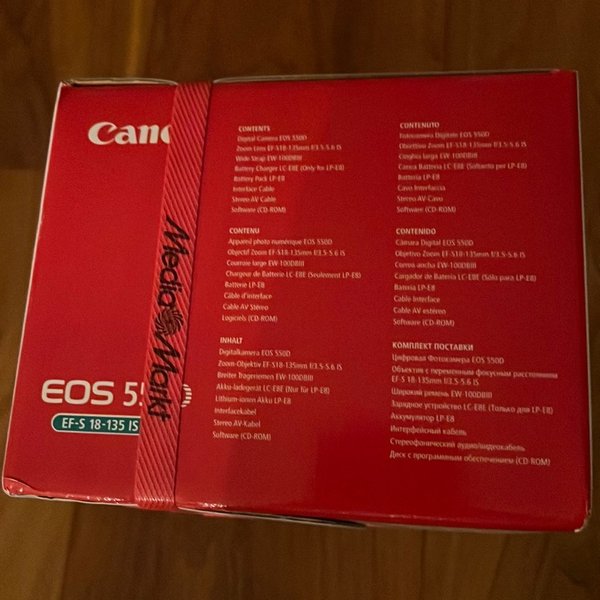 Cano
EOS 55 D
EF-S 18-135 IS
Media Markt
CONTENTS
Digital Camera EOS 550D
Zoom Lens EF-S18-135mm f/3.5-5.6 IS
Wide Strap EW-100DBIII
Battery Charger LC-E8E (Only for LP-E8)
Battery Pack LP-E8
Interface Cable
Stereo AV Cable
Software (CD-ROM)
CONTENU
Appareil photo numérique EOS 550D
Objectif Zoom EF-S18-135mm f/3.5-5.6 IS
Courroie large EW-100DBIII
Chargeur de Batterie LC-E8E (Seulement LP-E8)
Batterie LP-E8
Câble d'interface
Câble AV Stéreo
Logiciels (CD-ROM)
INHALT
Digitalkamera EOS 550D
Zoom-Objektiv EF-S18-135mm f/3.5-5.6 IS
Breiter Trageriemen EW-100DBIII
Akku-ladegerät LC-E8E (Nur für LP-E8)
Lithium-ionen Akku LP-E8
Interfacekabel
Stereo AV-Kabel
Software (CD-ROM)
CONTENUTO
Fotocamera Digitale EOS 550D
Obiettivo Zoom EF-S18-135mm f/3.5-5.6 IS
Cinghia larga EW-100DBIII
Carica Batteria LC-E8E (Soltanto per LP-E8)
Batteria LP-E8
Cavo Interfaccia
Stereo AV Cavo
Software (CD-ROM)
CONTENIDO
Cámara Digital EOS 550D
Objetivo Zoom EF-S18-135mm f/3.5-5.6 IS
Correa ancha EW-100DBIII
Cargador de Batería LC-E8E (Sólo para LP-E8)
Batería LP-E8
Cable Interface
Cable AV estéreo
Software (CD-ROM)
КОМПЛЕКТ ПОСТАВКИ
Цифровая Фотокамера EOS 550D
Объектив с переменным фокусным расстоянием
EF-S 18-135mm f/3.5-5.6 IS
Широкий ремень EW-100DBIII
Зарядное устройство LC-E8E (Только для LP-E8)
Аккумулятор LP-E8
Интерфейсный кабель
Стереофонический аудио/видеокабель
Диск с программным обеспечением (CD-ROM)